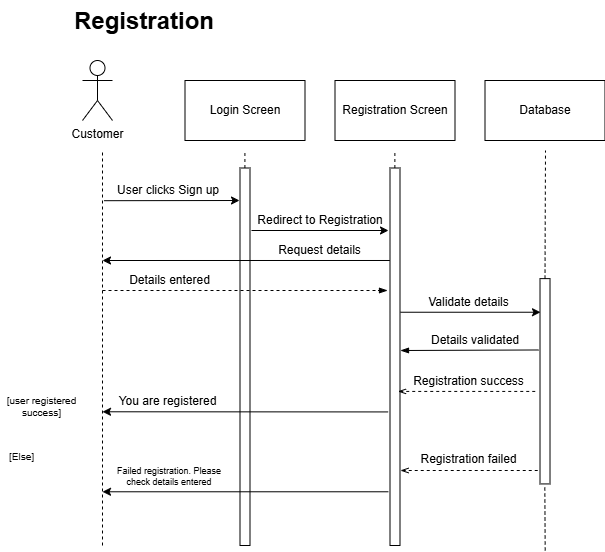 Registration
Customer
Login Screen
Registration Screen
Database
User clicks Sign up
Redirect to Registration
Request details
Details entered
Validate details
Details validated
Registration success
[user registered
success]
You are registered
[Else]
Registration failed
Failed registration. Please
check details entered